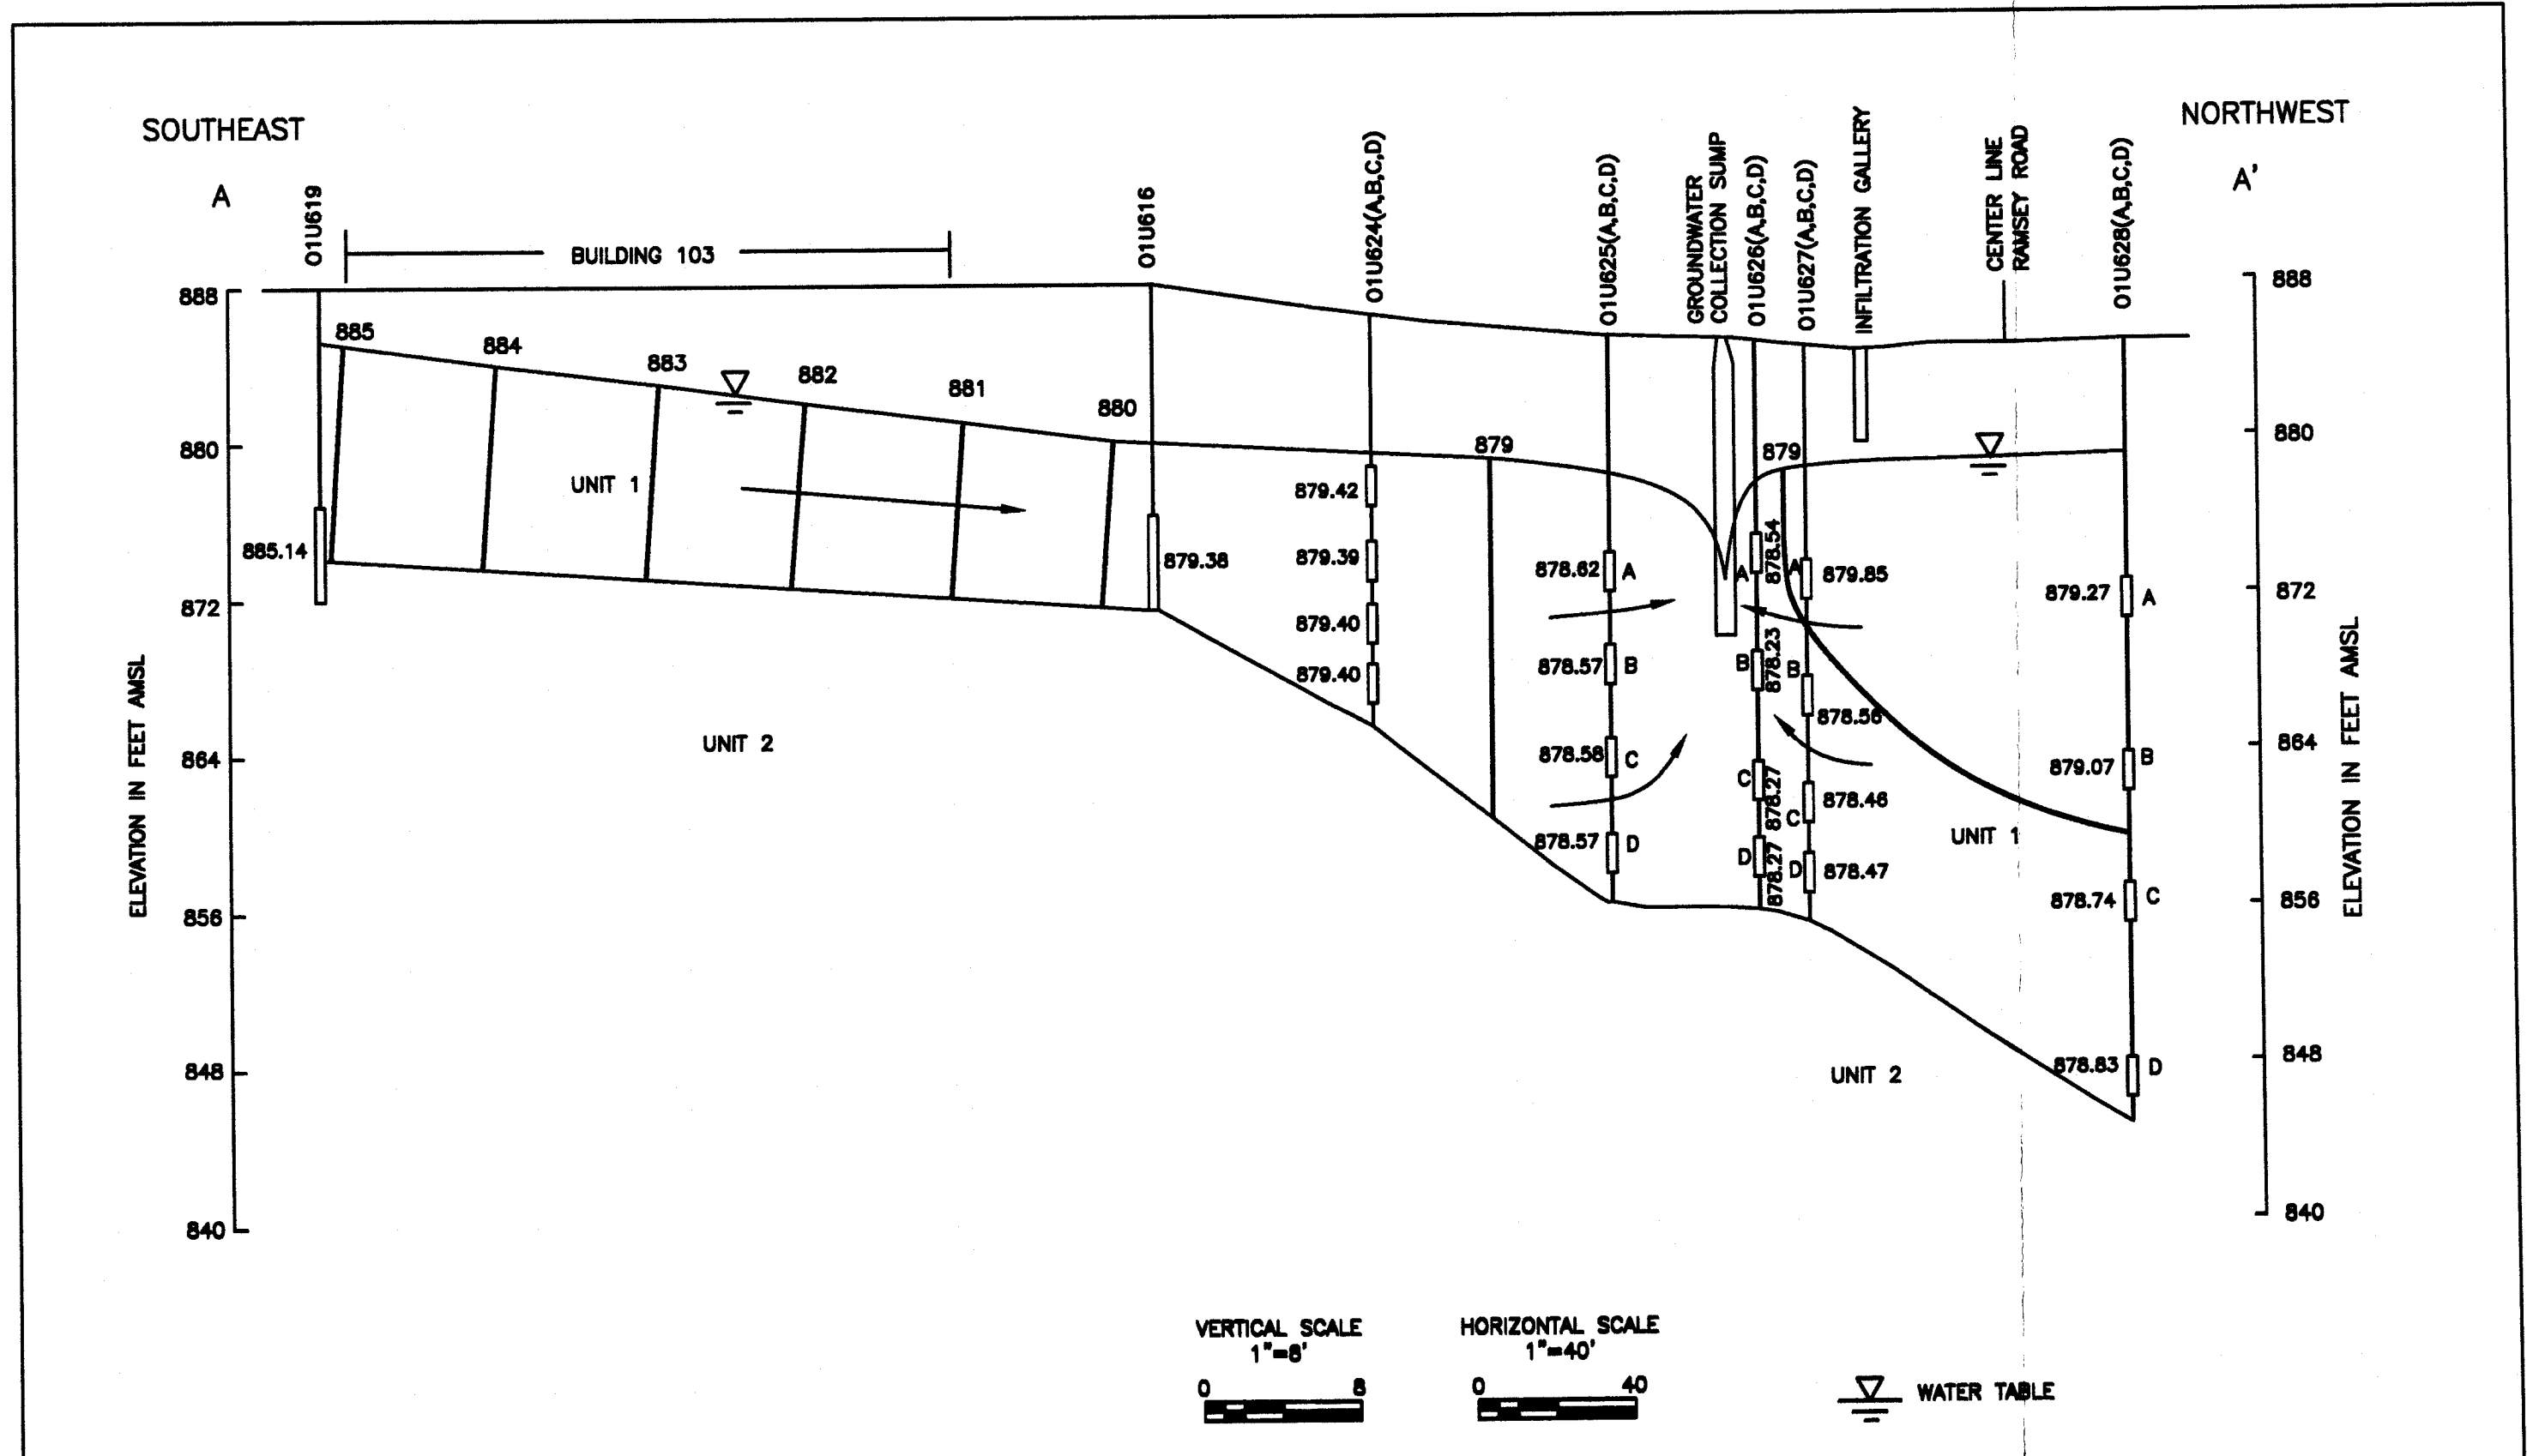 SOUTHEAST
NORTHWEST
A
A'
01U619
BUILDING 103
01U616
01U624(A,B,C,D)
01U625(A,B,C,D)
GROUNDWATER
COLLECTION SUMP
01U626(A,B,C,D)
01U627(A,B,C,D)
INFILTRATION GALLERY
CENTER LINE
RAMSEY ROAD
01U628(A,B,C,D)
888
880
872
864
856
848
840
ELEVATION IN FEET AMSL
885
884
883
882
881
880
879
879
UNIT 1
885.14
879.38
879.42
879.39
879.40
879.40
878.62 A
878.57 B
878.58 C
878.57 D
A 878.54
B 878.23
C 878.27
D 878.27
A 879.85
B 878.56
C 878.46
D 878.47
879.27 A
879.07 B
878.74 C
878.83 D
UNIT 1
UNIT 2
UNIT 2
888
880
872
864
856
848
840
ELEVATION IN FEET AMSL
VERTICAL SCALE
1"=8'
0 8
HORIZONTAL SCALE
1"=40'
0 40
WATER TABLE